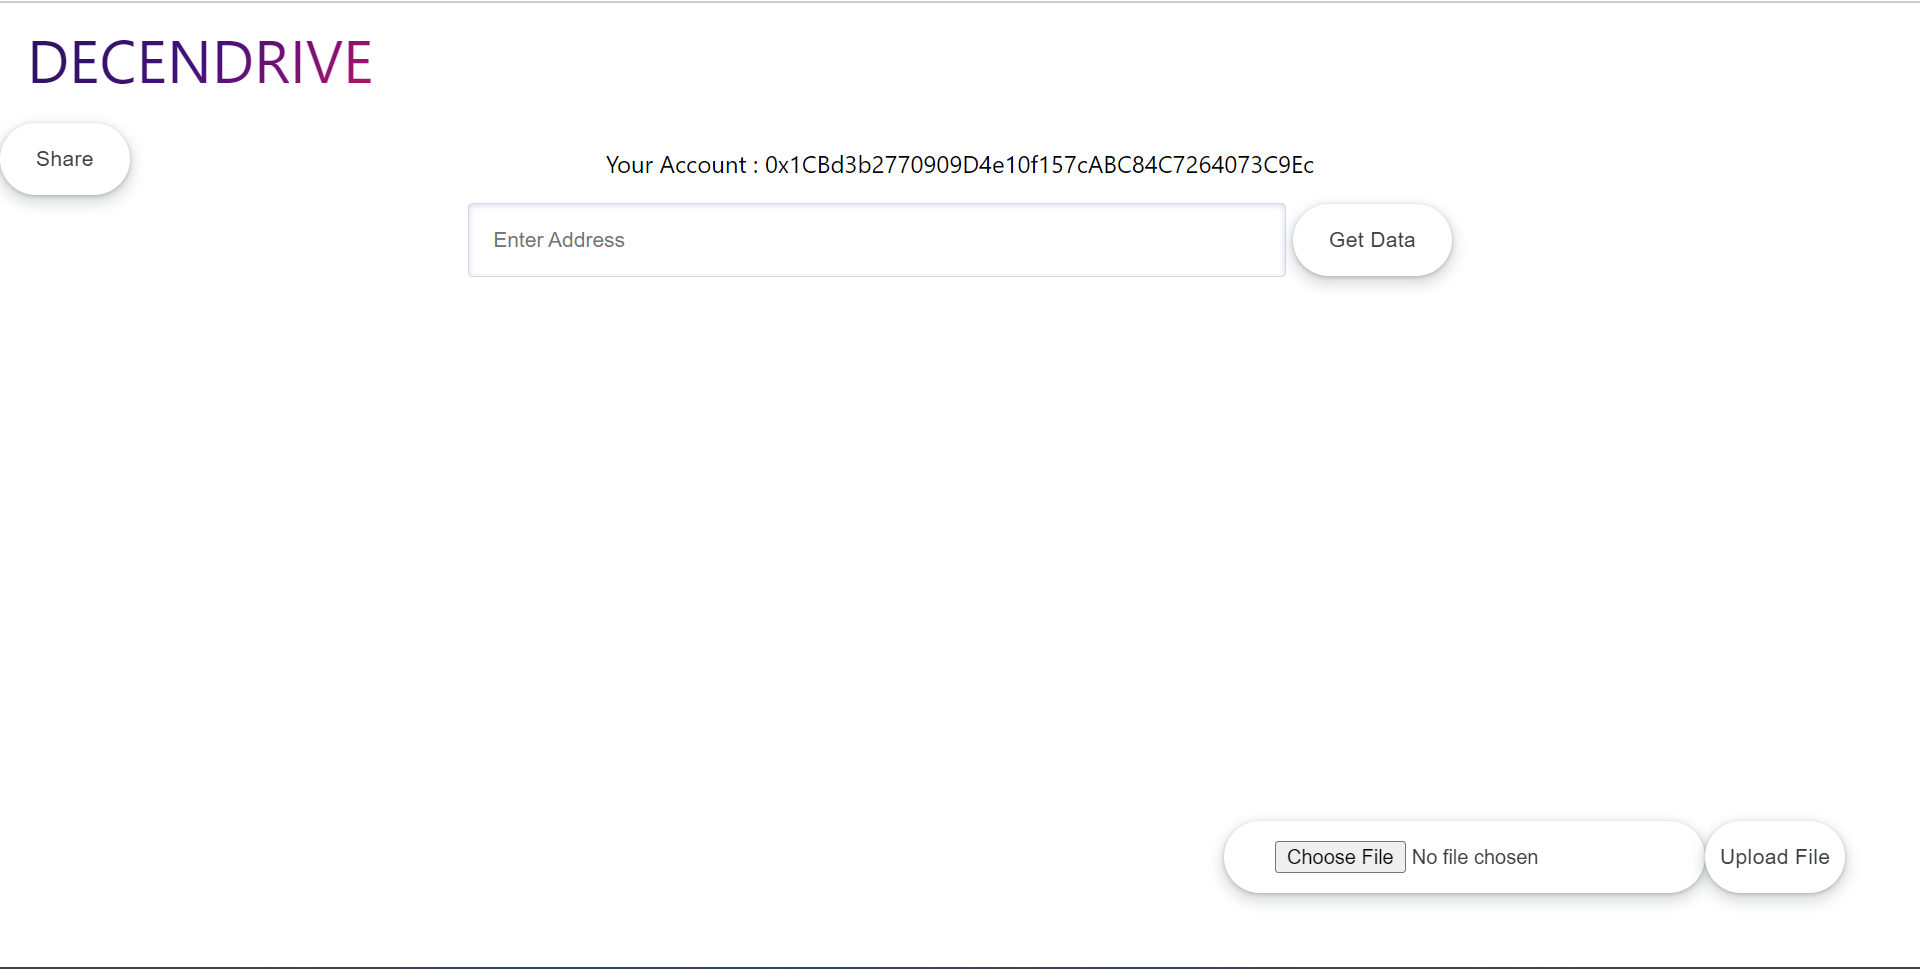 DECENDRIVE
Share
Your Account : 0x1CBd3b2770909D4e10f157cABC84C7264073C9Ec
Enter Address
Get Data
Choose File No file chosen
Upload File